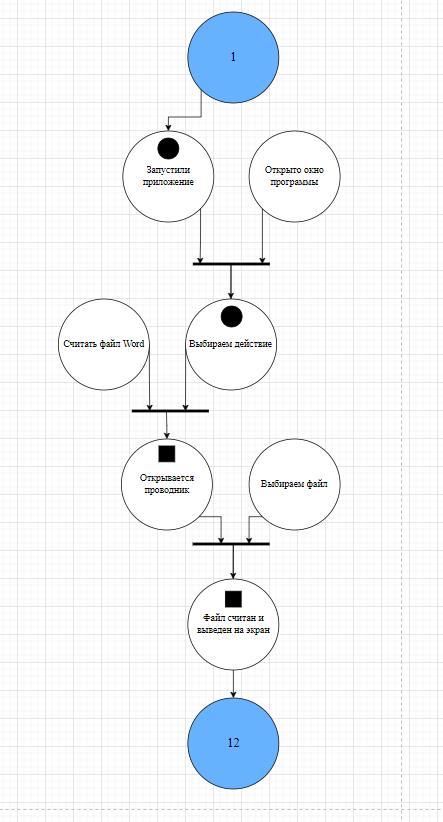 1
Запустили
приложение
Открыто окно
программы
Считать файл Word
Выбираем действие
Открывается
проводник
Выбираем файл
Файл считан и
выведен на экран
12